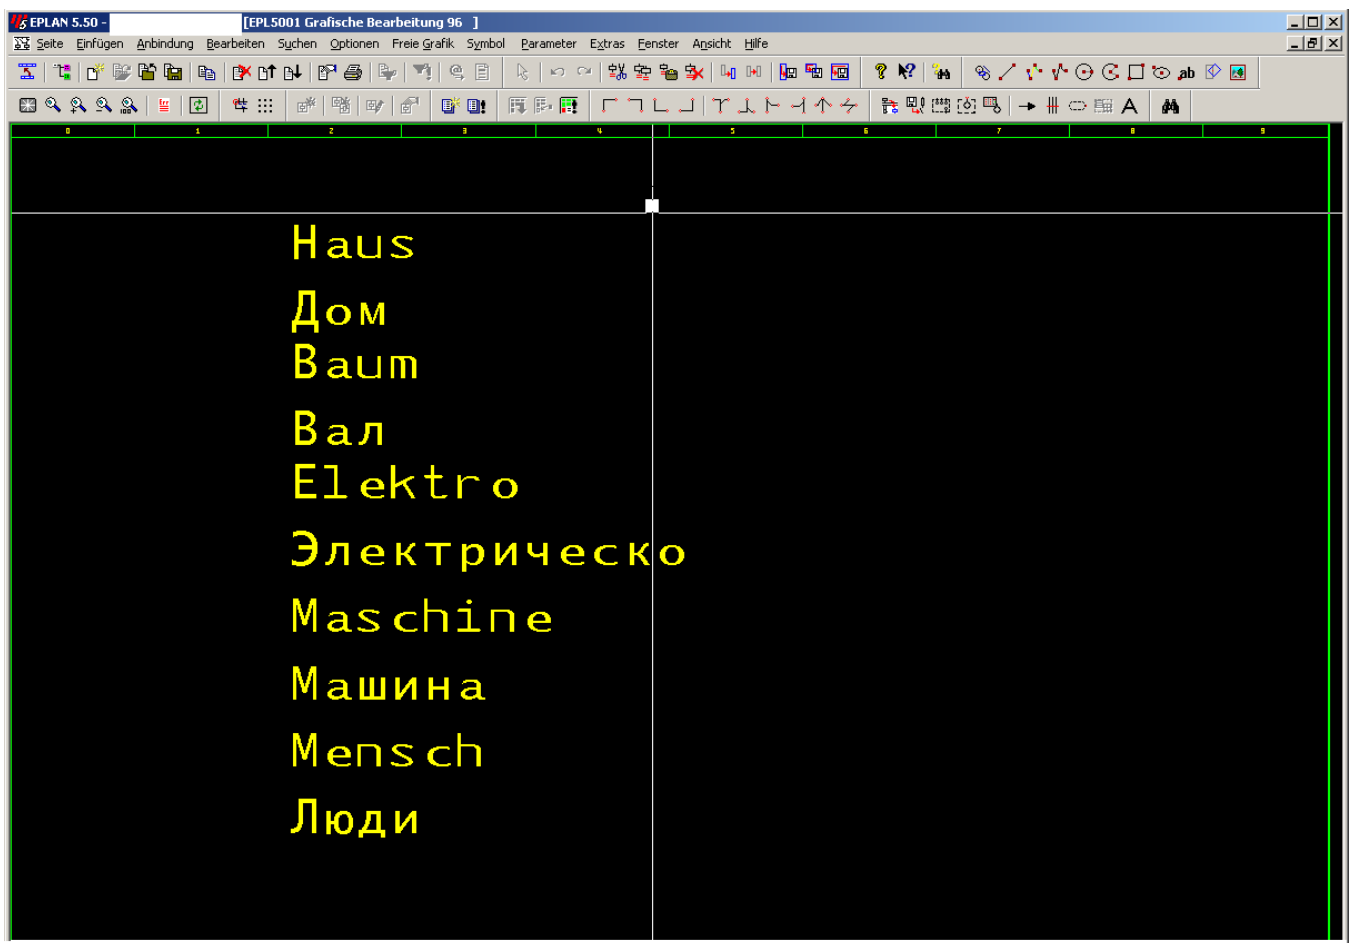 EPLAN 5.50 - [EPL5001 Grafische Bearbeitung 96 ]
Seite Einfügen Anbindung Bearbeiten Suchen Optionen Freie Grafik Symbol Parameter Extras Fenster Ansicht Hilfe
ab
A
0 1 2 3 4 5 6 7 8 9
Haus
Дом
Baum
Вал
Elektro
Электрическо
Maschine
Машина
Mensch
Люди